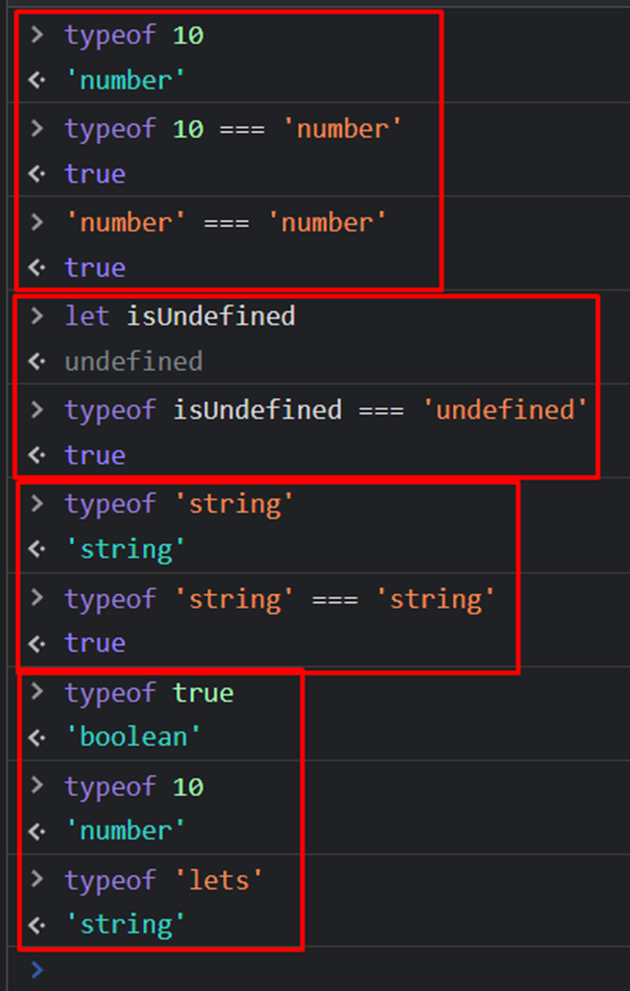 > typeof 10
<· 'number'
> typeof 10 === 'number'
<· true
> 'number' === 'number'
<· true
> let isUndefined
<· undefined
> typeof isUndefined === 'undefined'
<· true
> typeof 'string'
<· 'string'
> typeof 'string' === 'string'
<· true
> typeof true
<· 'boolean'
> typeof 10
<· 'number'
> typeof 'lets'
<· 'string'
>